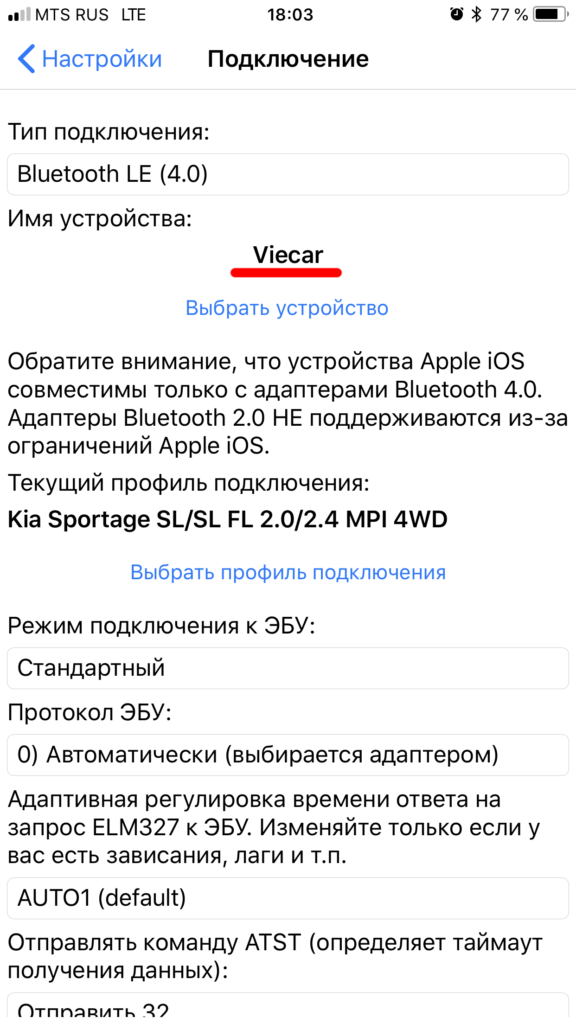 MTS RUS LTE 18:03 77 %
Настройки Подключение
Тип подключения:
Bluetooth LE (4.0)
Имя устройства:
Viecar
Выбрать устройство
Обратите внимание, что устройства Apple iOS
совместимы только с адаптерами Bluetooth 4.0.
Адаптеры Bluetooth 2.0 НЕ поддерживаются из-за
ограничений Apple iOS.
Текущий профиль подключения:
Kia Sportage SL/SL FL 2.0/2.4 MPI 4WD
Выбрать профиль подключения
Режим подключения к ЭБУ:
Стандартный
Протокол ЭБУ:
0) Автоматически (выбирается адаптером)
Адаптивная регулировка времени ответа на
запрос ELM327 к ЭБУ. Изменяйте только если у
вас есть зависания, лаги и т.п.
AUTO1 (default)
Отправлять команду ATST (определяет таймаут
получения данных):
Отправить 32